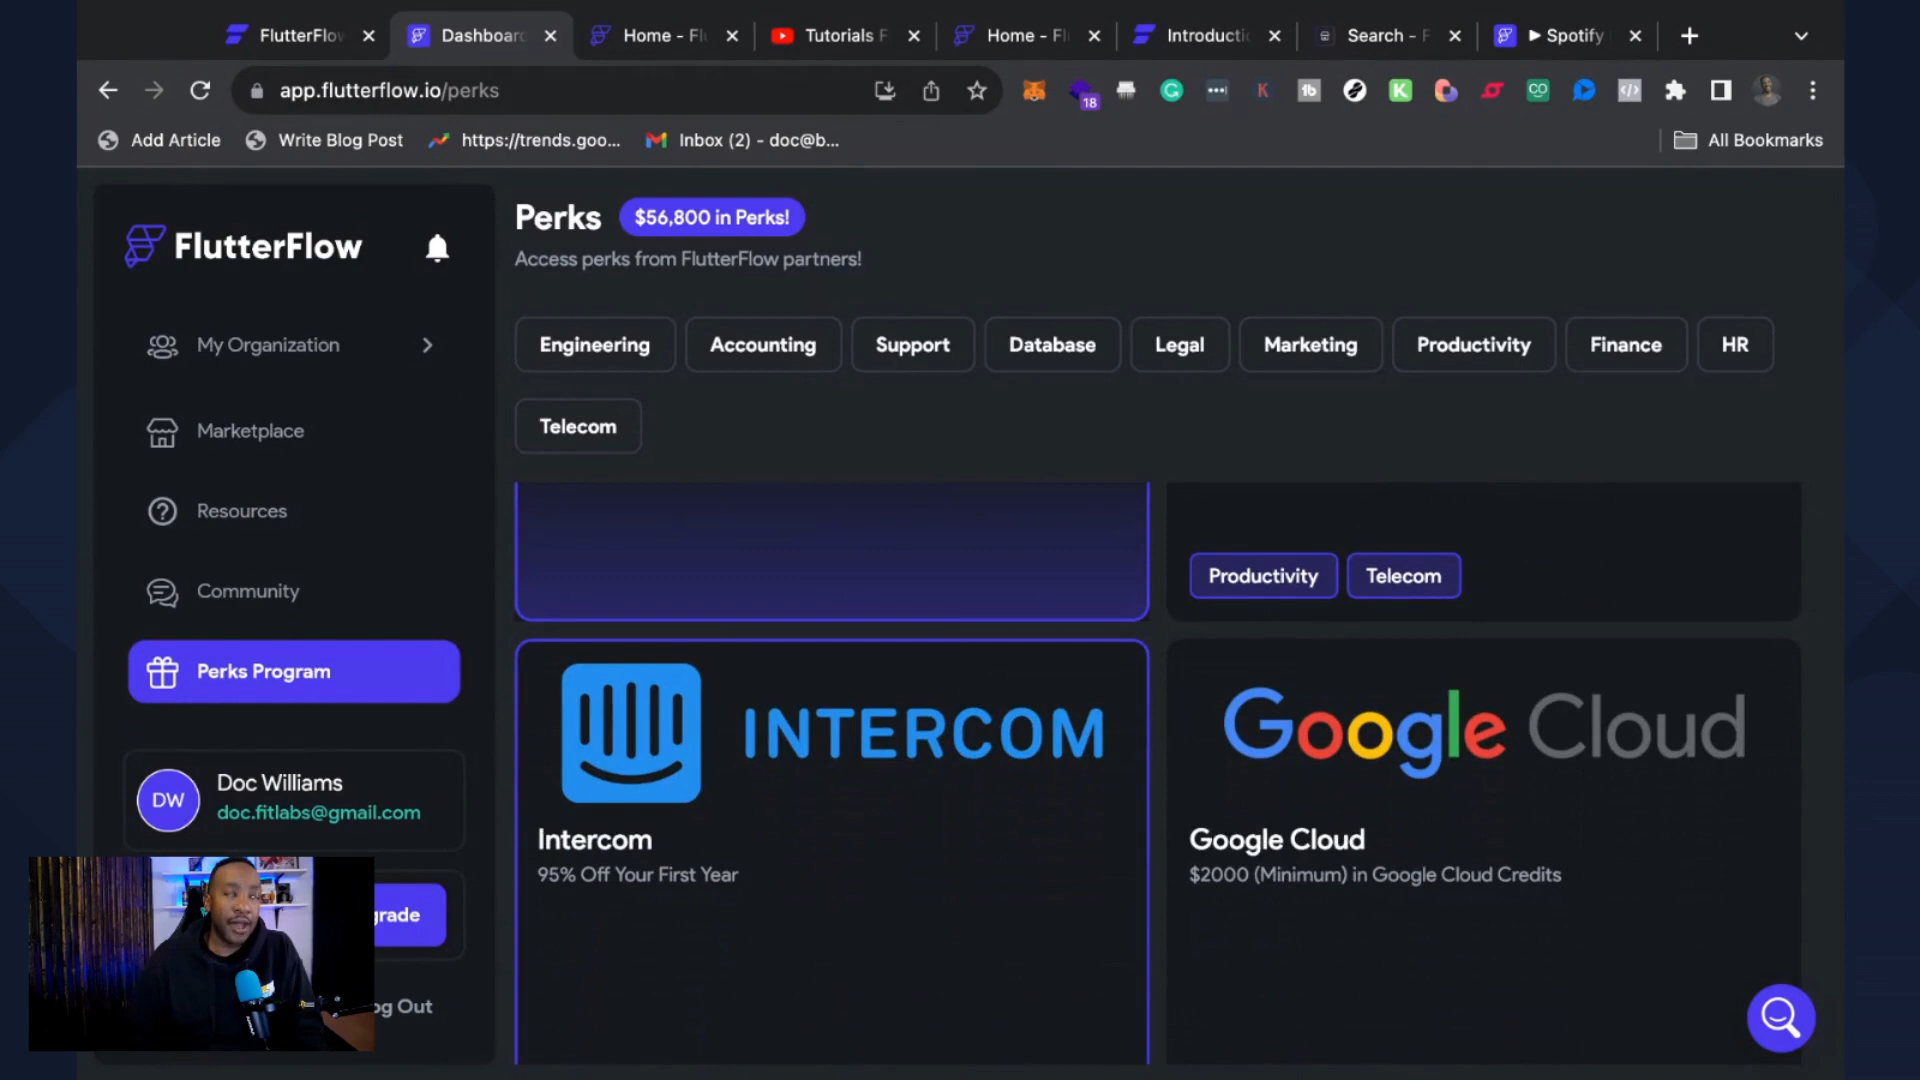 FlutterFlow
Dashboard
Home - Fl
Tutorials F
Home - Fl
Introducti
Search - F
▶ Spotify
app.flutterflow.io/perks
18
Add Article
Write Blog Post
https://trends.goo...
Inbox (2) - doc@b...
All Bookmarks
FlutterFlow
My Organization
Marketplace
Resources
Community
Perks Program
DW
Doc Williams
doc.fitlabs@gmail.com
grade
og Out
Perks
$56,800 in Perks!
Access perks from FlutterFlow partners!
Engineering
Accounting
Support
Database
Legal
Marketing
Productivity
Finance
HR
Telecom
Productivity
Telecom
INTERCOM
Intercom
95% Off Your First Year
Google Cloud
Google Cloud
$2000 (Minimum) in Google Cloud Credits